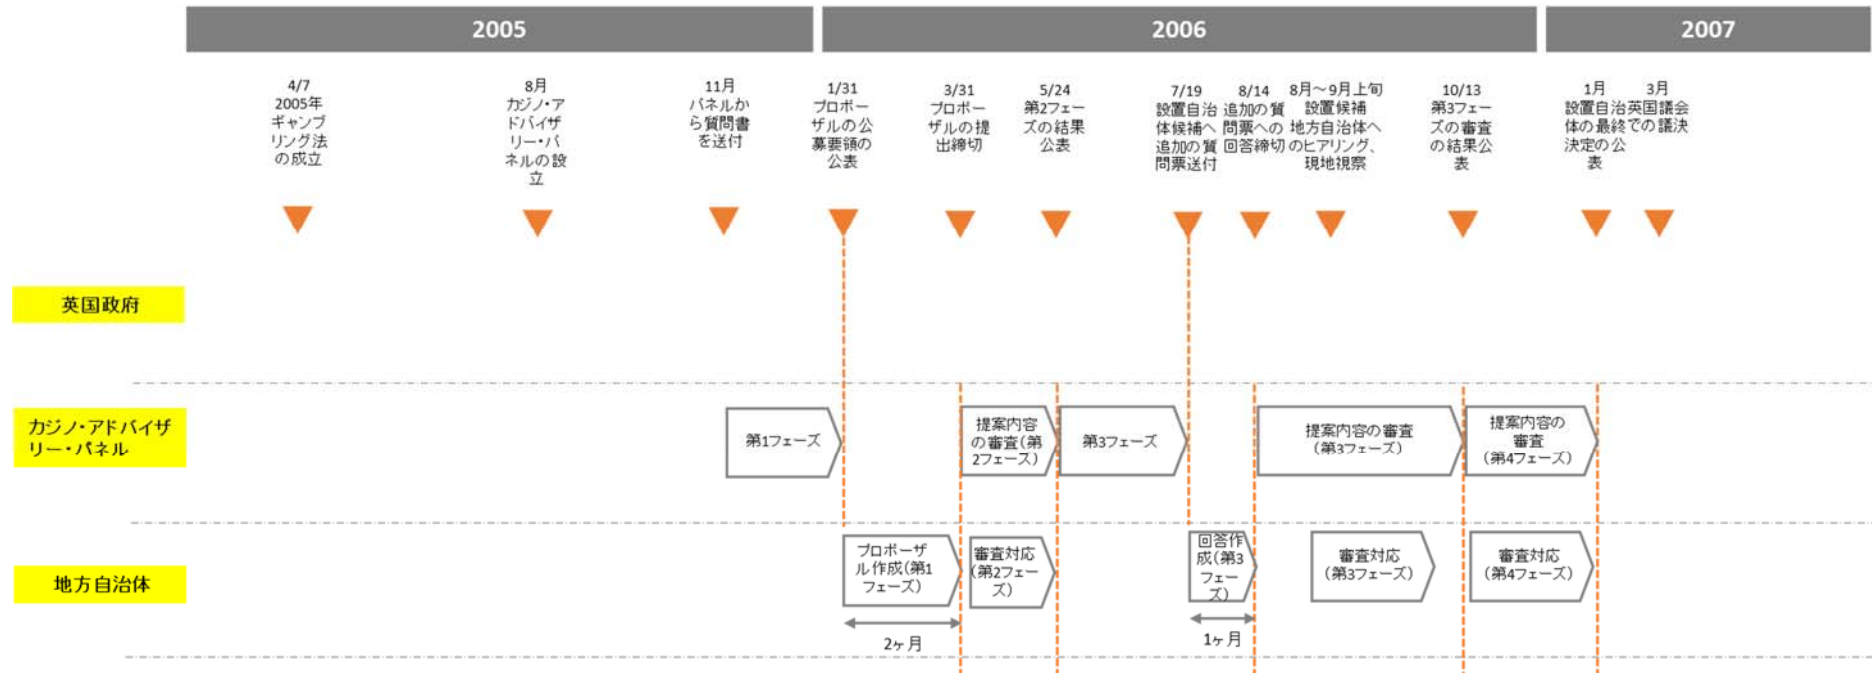 2005
2006
2007
4/7
2005年
ギャンブ
リング法
の成立
8月
カジノ・ア
ドバイザ
リー・パ
ネルの設
立
11月
パネルか
ら質問書
を送付
1/31
プロポー
ザルの公
募要領の
公表
3/31
プロポー
ザルの提
出締切
5/24
第2フェー
ズの結果
公表
7/19
設置自治
体候補へ
追加の質
問票送付
8/14
追加の質
問票への
回答締切
8月～9月上旬
設置候補
地方自治体へ
のヒアリング、
現地視察
10/13
第3フェー
ズの審査
の結果公
表
1月
設置自治
体の最終
決定の公
表
3月
英国議会
での議決
英国政府
カジノ・アドバイザ
リー・パネル
第1フェーズ
提案内容
の審査(第
2フェーズ)
第3フェーズ
提案内容の審査
(第3フェーズ)
提案内容の
審査
(第4フェーズ)
地方自治体
プロポーザ
ル作成(第1
フェーズ)
審査対応
(第2フェー
ズ)
回答作
成(第3
フェー
ズ)
審査対応
(第3フェーズ)
審査対応
(第4フェーズ)
2ヶ月
1ヶ月